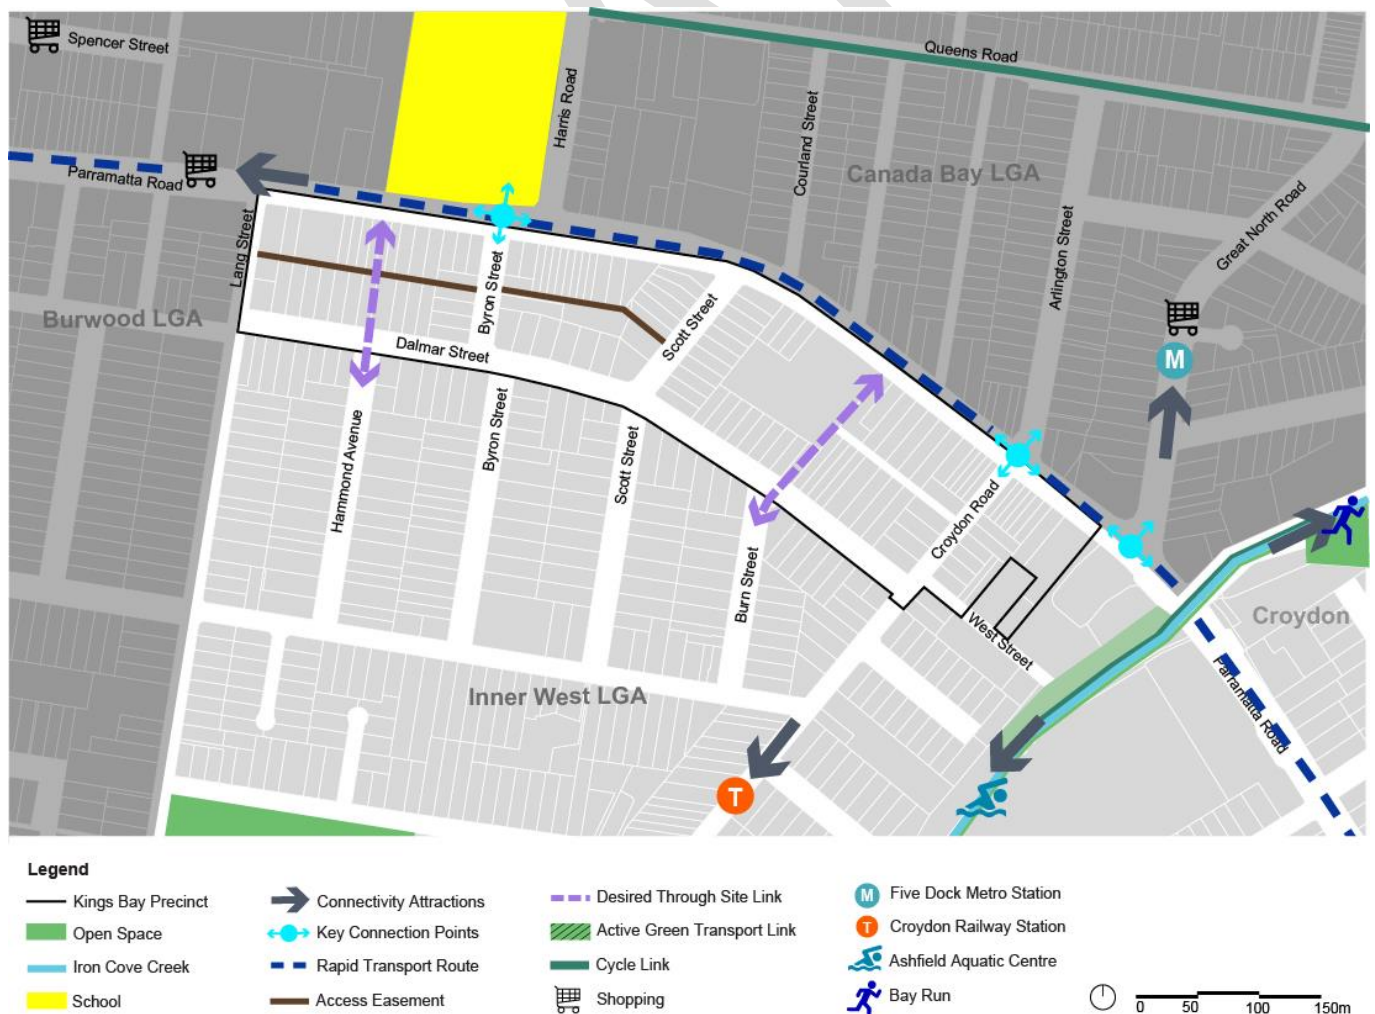 Spencer Street
Queens Road
Harris Road
Courland Street
Canada Bay LGA
Parramatta Road
Great North Road
Arlington Street
Lang Street
Byron Street
Scott Street
Burwood LGA
Dalmar Street
M
Hammond Avenue
Byron Street
Scott Street
Croydon Road
Burn Street
West Street
Croydon
Inner West LGA
Parramatta Road
T
Legend
Kings Bay Precinct
Connectivity Attractions
Desired Through Site Link
M
Five Dock Metro Station
Open Space
Key Connection Points
Active Green Transport Link
T
Croydon Railway Station
Iron Cove Creek
Rapid Transport Route
Cycle Link
Ashfield Aquatic Centre
School
Access Easement
Shopping
Bay Run
0 50 100 150m